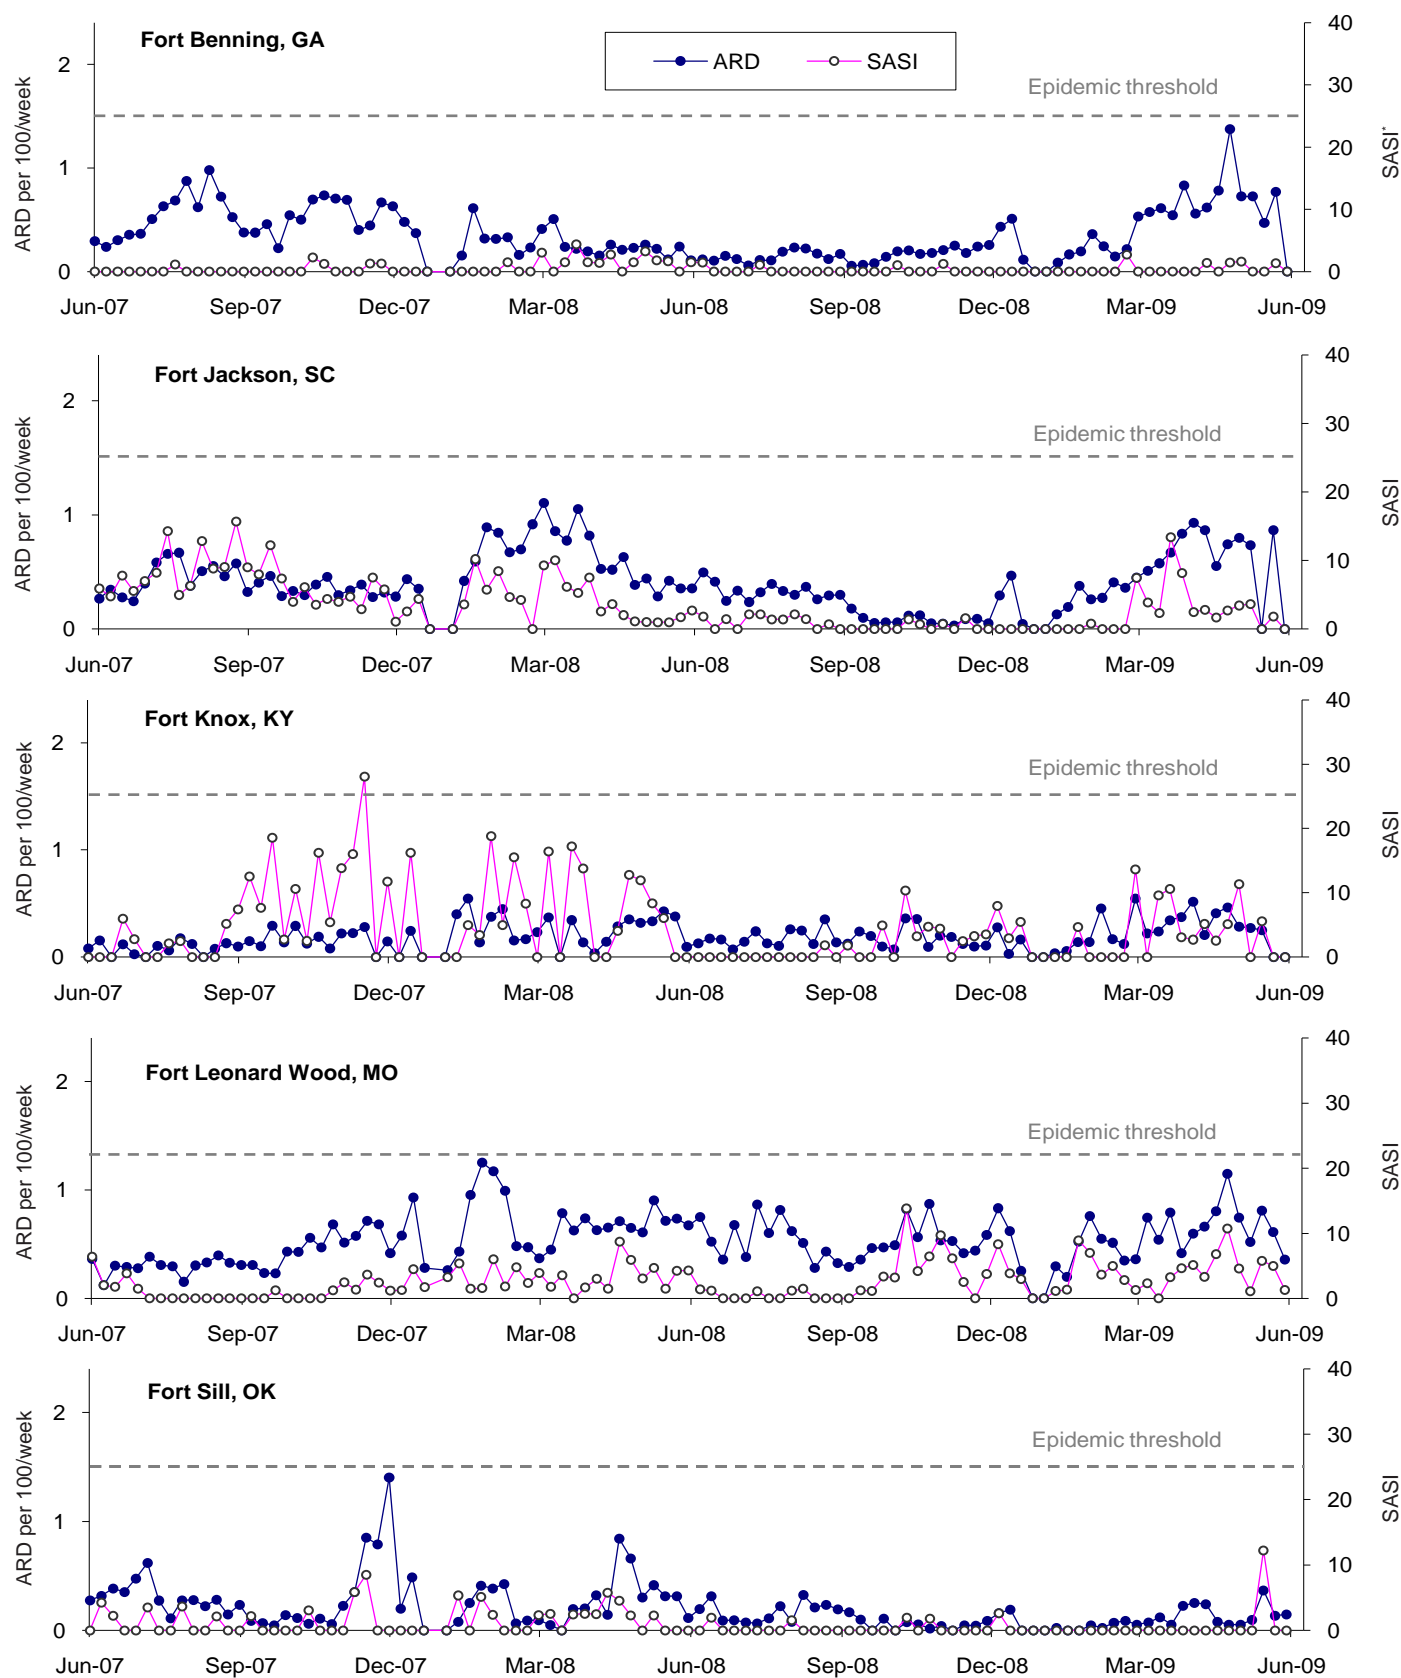 Fort Benning, GA
ARD SASI
Epidemic threshold
ARD per 100/week
2
1
0
40
30
20
10
0
SASI*
Jun-07 Sep-07 Dec-07 Mar-08 Jun-08 Sep-08 Dec-08 Mar-09 Jun-09
Fort Jackson, SC
Epidemic threshold
ARD per 100/week
2
1
0
40
30
20
10
0
SASI
Jun-07 Sep-07 Dec-07 Mar-08 Jun-08 Sep-08 Dec-08 Mar-09 Jun-09
Fort Knox, KY
Epidemic threshold
ARD per 100/week
2
1
0
40
30
20
10
0
SASI
Jun-07 Sep-07 Dec-07 Mar-08 Jun-08 Sep-08 Dec-08 Mar-09 Jun-09
Fort Leonard Wood, MO
Epidemic threshold
ARD per 100/week
2
1
0
40
30
20
10
0
SASI
Jun-07 Sep-07 Dec-07 Mar-08 Jun-08 Sep-08 Dec-08 Mar-09 Jun-09
Fort Sill, OK
Epidemic threshold
ARD per 100/week
2
1
0
40
30
20
10
0
SASI
Jun-07 Sep-07 Dec-07 Mar-08 Jun-08 Sep-08 Dec-08 Mar-09 Jun-09